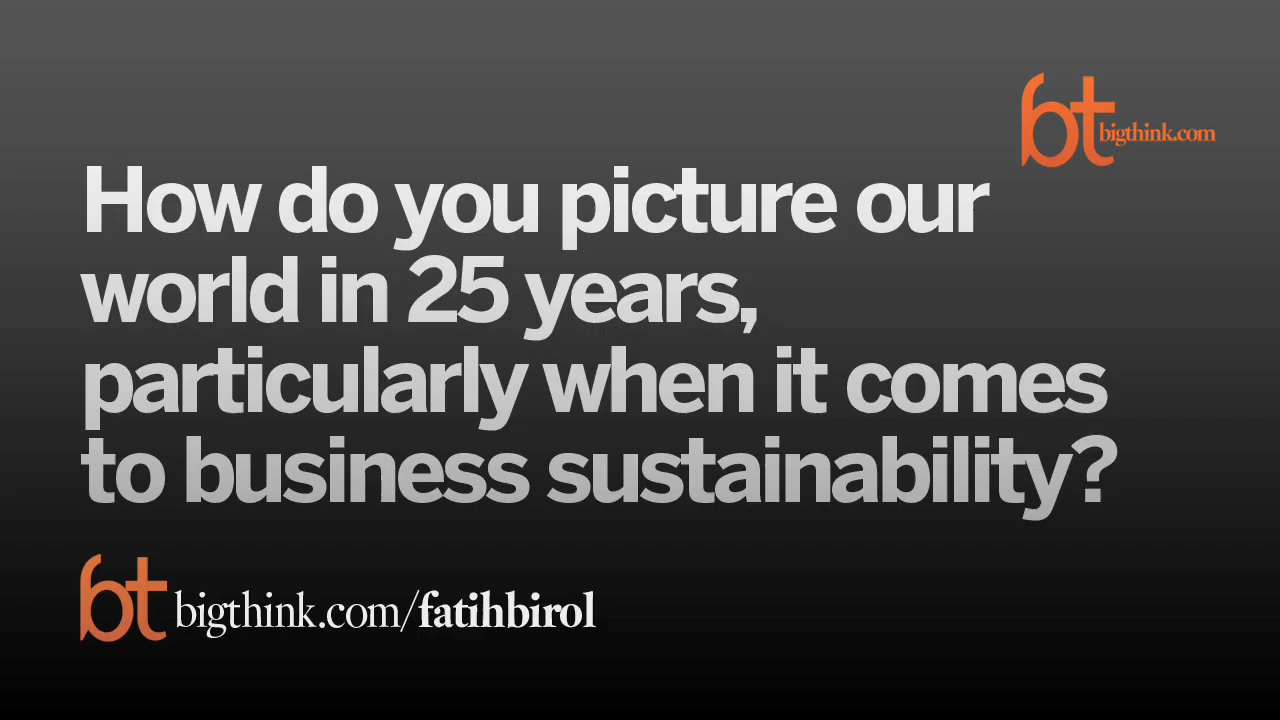 bt bigthink.com
How do you picture our
world in 25 years,
particularly when it comes
to business sustainability?
bt bigthink.com/fatihbirol